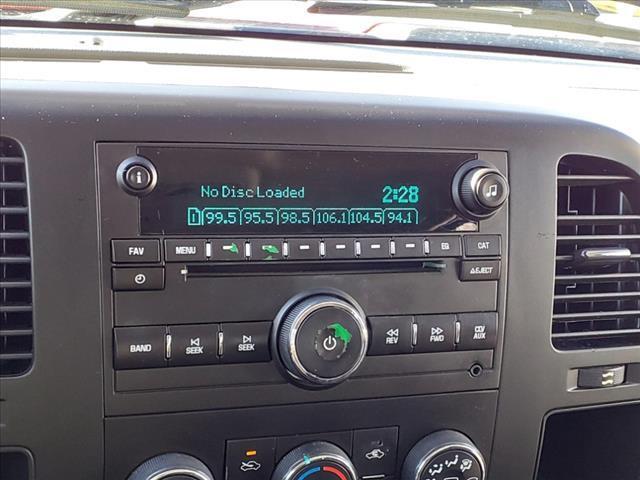 No Disc Loaded 2:28
1 99.5 95.5 98.5 106.1 104.5 94.1
FAV MENU EQ CAT
EJECT
BAND SEEK SEEK REV FWD CD/AUX